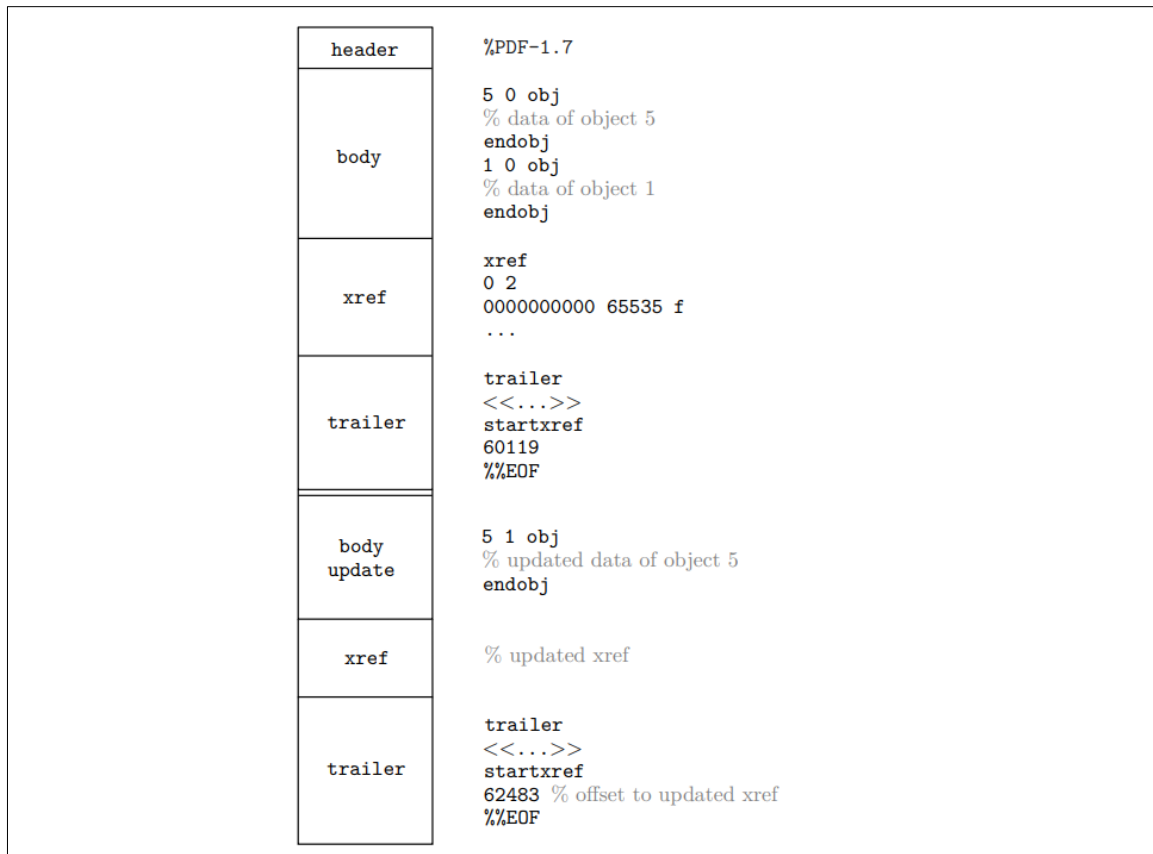 header
%PDF-1.7
body
5 0 obj
% data of object 5
endobj
1 0 obj
% data of object 1
endobj
xref
xref
0 2
0000000000 65535 f
...
trailer
trailer
<<...>>
startxref
60119
%%EOF
body
update
5 1 obj
% updated data of object 5
endobj
xref
% updated xref
trailer
trailer
<<...>>
startxref
62483 % offset to updated xref
%%EOF